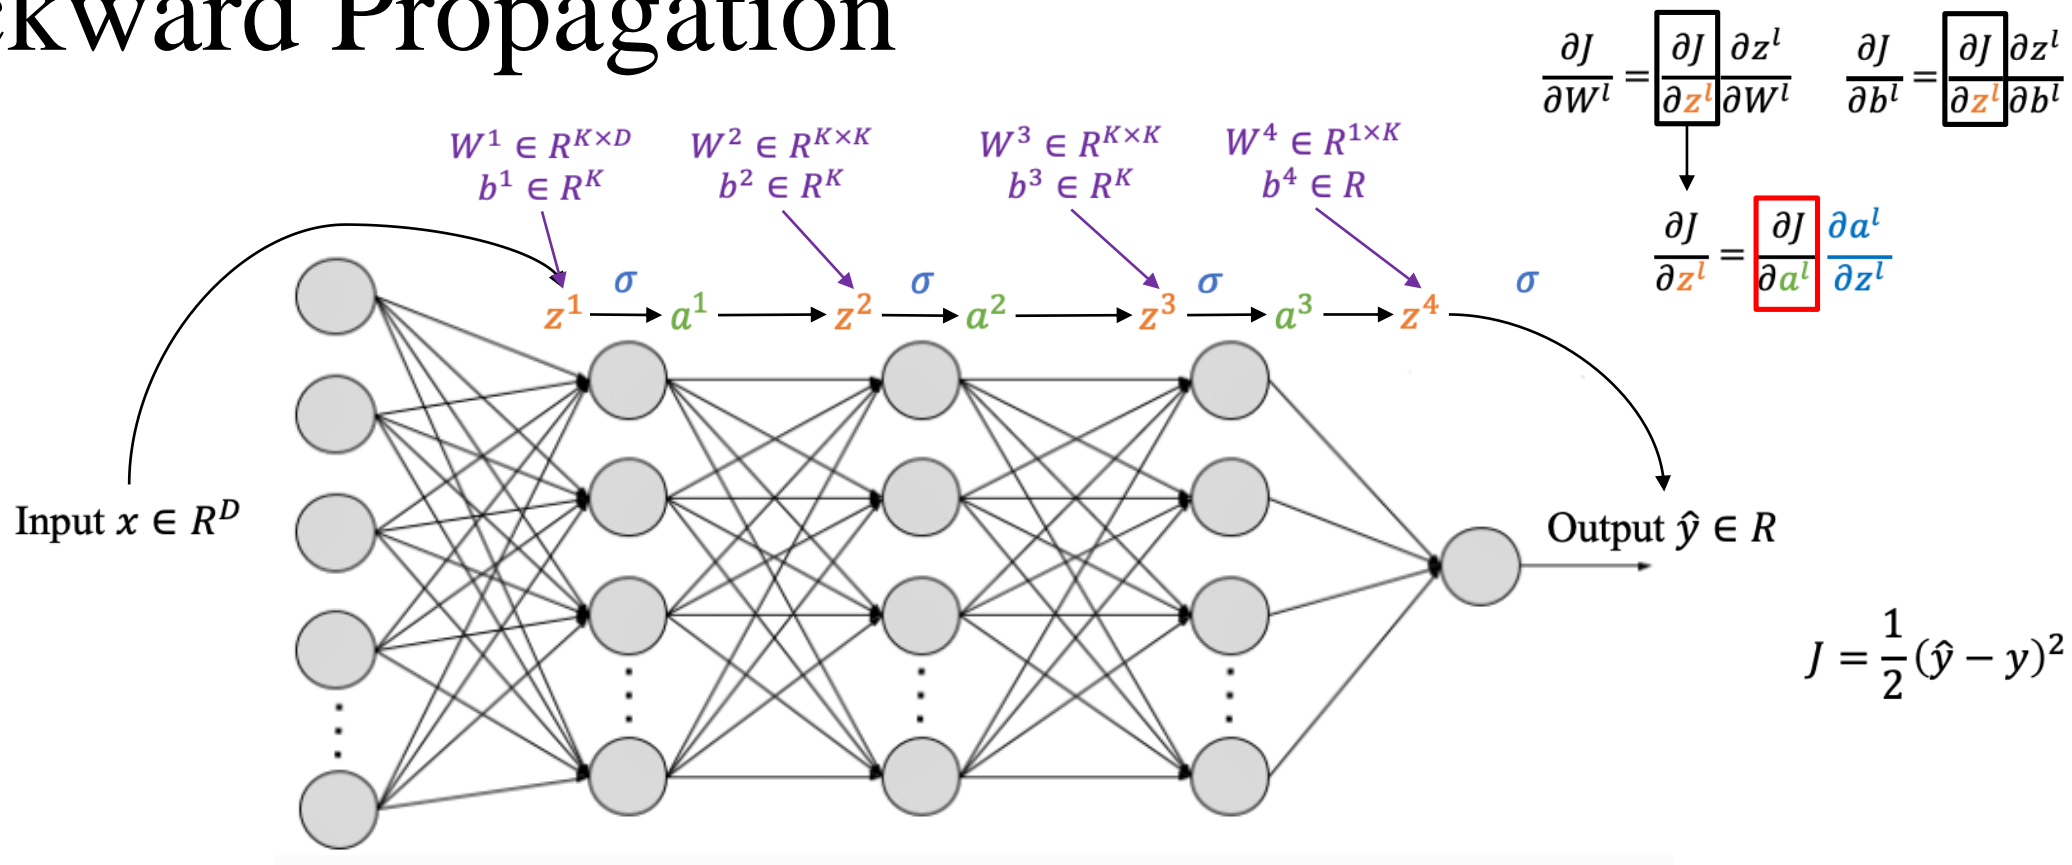 ckward Propagation
∂J/∂W^l = ∂J/∂z^l ∂z^l/∂W^l
∂J/∂b^l = ∂J/∂z^l ∂z^l/∂b^l
W^1 ∈ R^{K×D}
b^1 ∈ R^K
W^2 ∈ R^{K×K}
b^2 ∈ R^K
W^3 ∈ R^{K×K}
b^3 ∈ R^K
W^4 ∈ R^{1×K}
b^4 ∈ R
∂J/∂z^l = ∂J/∂a^l ∂a^l/∂z^l
σ σ σ σ
z^1 a^1 z^2 a^2 z^3 a^3 z^4
Input x ∈ R^D
Output ŷ ∈ R
J = 1/2 (ŷ − y)^2